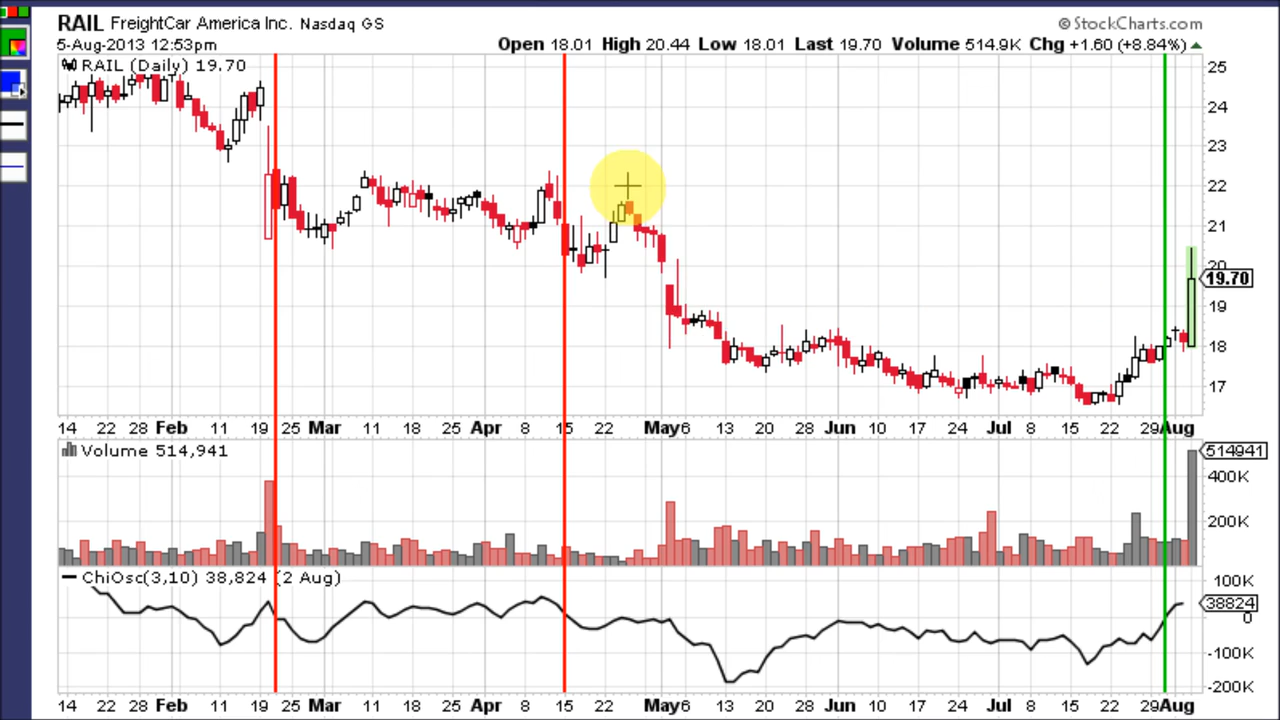 RAIL FreightCar America Inc. Nasdaq GS © StockCharts.com
5-Aug-2013 12:53pm Open 18.01 High 20.44 Low 18.01 Last 19.70 Volume 514.9K Chg +1.60 (+8.84%)
RAIL (Daily) 19.70
25
24
23
22
21
20
19.70
19
18
17
14 22 28 Feb 11 19 25 Mar 11 18 25 Apr 8 15 22 May 6 13 20 28 Jun 10 17 24 Jul 8 15 22 29 Aug
Volume 514,941
514941
400K
200K
ChiOsc(3,10) 38,824 (2 Aug)
100K
38824
0
-100K
-200K
14 22 28 Feb 11 19 25 Mar 11 18 25 Apr 8 15 22 May 6 13 20 28 Jun 10 17 24 Jul 8 15 22 29 Aug